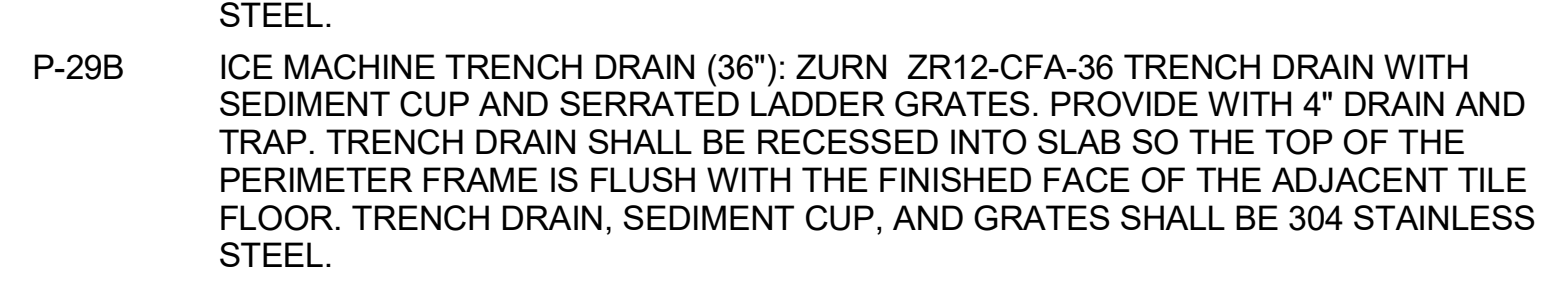 STEEL.
P-29B ICE MACHINE TRENCH DRAIN (36"): ZURN ZR12-CFA-36 TRENCH DRAIN WITH
SEDIMENT CUP AND SERRATED LADDER GRATES. PROVIDE WITH 4" DRAIN AND
TRAP. TRENCH DRAIN SHALL BE RECESSED INTO SLAB SO THE TOP OF THE
PERIMETER FRAME IS FLUSH WITH THE FINISHED FACE OF THE ADJACENT TILE
FLOOR. TRENCH DRAIN, SEDIMENT CUP, AND GRATES SHALL BE 304 STAINLESS
STEEL.